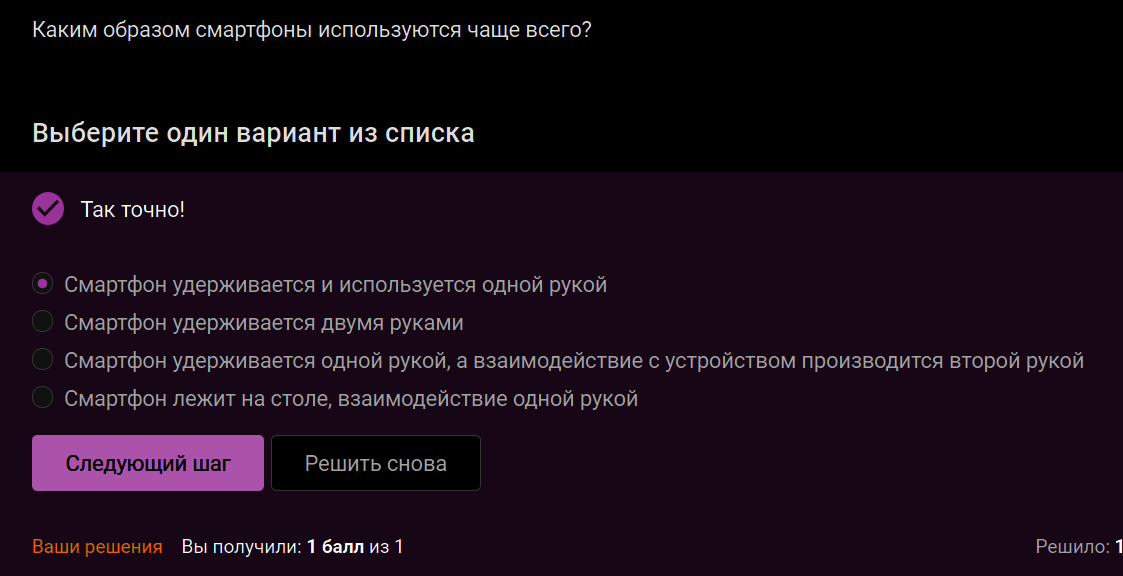 Каким образом смартфоны используются чаще всего?
Выберите один вариант из списка
Так точно!
Смартфон удерживается и используется одной рукой
Смартфон удерживается двумя руками
Смартфон удерживается одной рукой, а взаимодействие с устройством производится второй рукой
Смартфон лежит на столе, взаимодействие одной рукой
Следующий шаг Решить снова
Ваши решения Вы получили: 1 балл из 1 Решило: